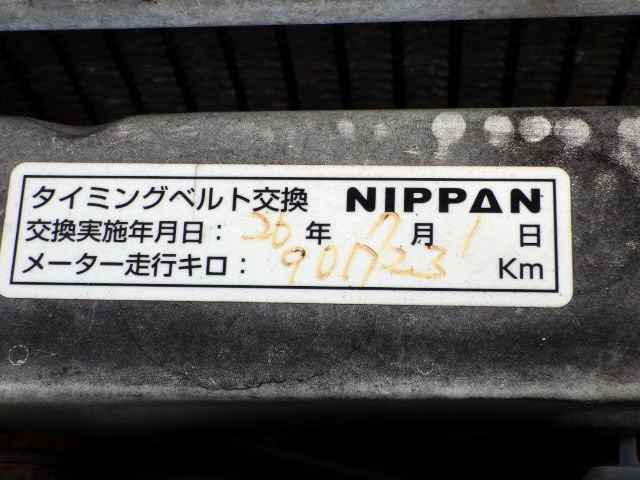 タイミングベルト交換 NIPPAN
交換実施年月日： 26 年 7 月 1 日
メーター走行キロ： 90723 Km